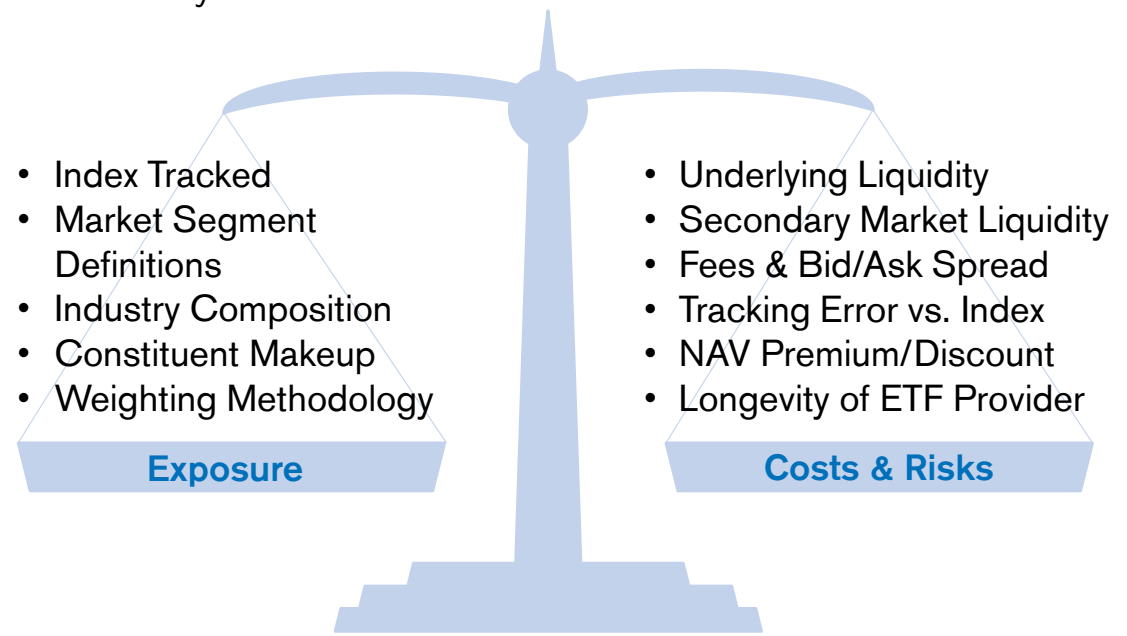 • Index Tracked
• Market Segment
Definitions
• Industry Composition
• Constituent Makeup
• Weighting Methodology
Exposure
• Underlying Liquidity
• Secondary Market Liquidity
• Fees & Bid/Ask Spread
• Tracking Error vs. Index
• NAV Premium/Discount
• Longevity of ETF Provider
Costs & Risks